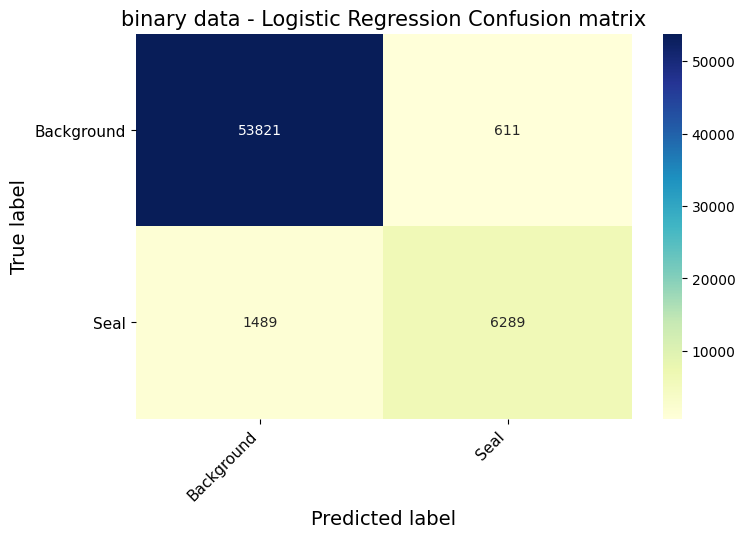 binary data - Logistic Regression Confusion matrix
True label
Background
53821
611
Seal
1489
6289
50000
40000
30000
20000
10000
Background
Seal
Predicted label